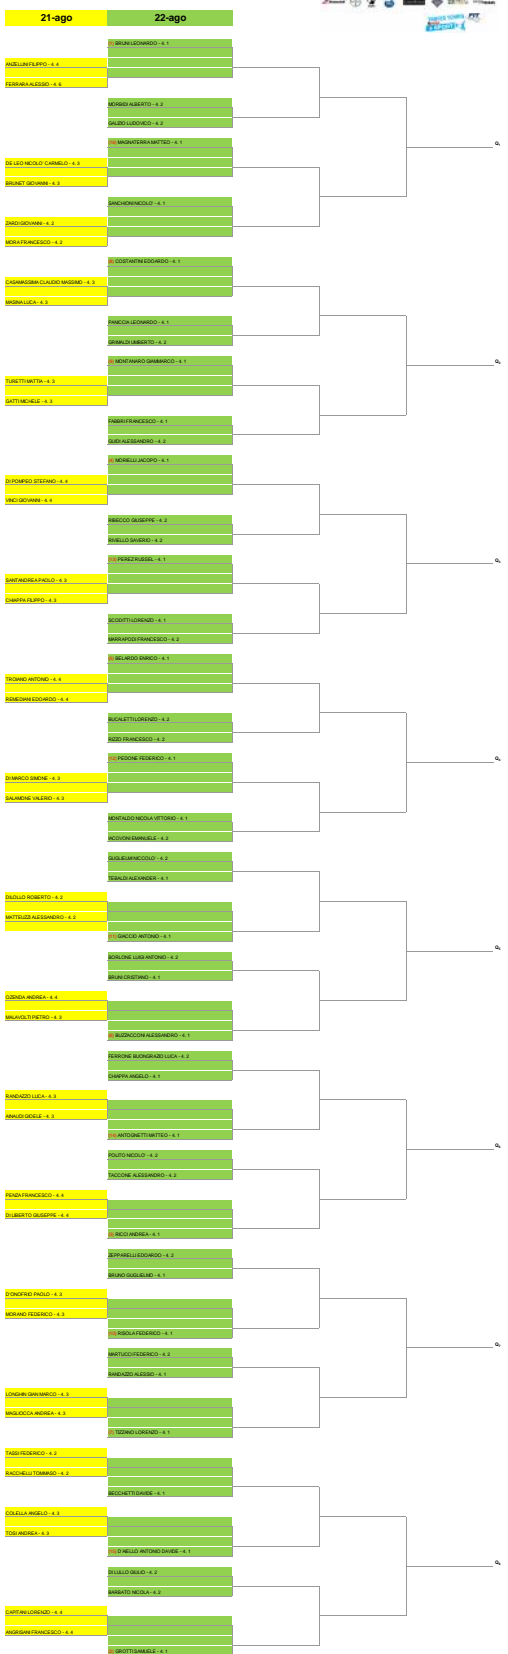 21-ago 22-ago
(1) BRUNI LEONARDO - 4. 1
ANZELLINI FILIPPO - 4. 4
FERRARA ALESSIO - 4. 6
MORBIDI ALBERTO - 4. 2
GALIZIO LUDOVICO - 4. 2
MAGNATERRA MATTEO - 4. 1
DE LEO NICOLO' CARMELO - 4. 3
BRUNET GIOVANNI - 4. 3
SANCHIONI NICOLO' - 4. 1
ZARDI GIOVANNI - 4. 2
MORA FRANCESCO - 4. 2
COSTANTINI EDOARDO - 4. 1
CASAMASSIMA CLAUDIO MASSIMO - 4. 3
MASINA LUCA - 4. 3
PANICCIA LEONARDO - 4. 1
GRIMALDI UMBERTO - 4. 2
MONTANARO GIAMMARCO - 4. 1
TURETTI MATTIA - 4. 3
GATTI MICHELE - 4. 3
FABBRI FRANCESCO - 4. 1
GUIDI ALESSANDRO - 4. 2
MORIELLI JACOPO - 4. 1
DI POMPEO STEFANO - 4. 4
VINCI GIOVANNI - 4. 4
RIBECCO GIUSEPPE - 4. 2
RIVIELLO SAVERIO - 4. 2
PEREZ RUSSEL - 4. 1
SANTANDREA PAOLO - 4. 3
CHIAPPA FILIPPO - 4. 3
SCODITTI LORENZO - 4. 1
MARRAPODI FRANCESCO - 4. 2
BELARDO ENRICO - 4. 1
TROIANO ANTONIO - 4. 4
REMEDIANI EDOARDO - 4. 4
BUCALETTI LORENZO - 4. 2
RIZZO FRANCESCO - 4. 2
(12) PEDONE FEDERICO - 4. 1
DI MARCO SIMONE - 4. 3
SALAMONE VALERIO - 4. 3
MONTALDO NICOLA VITTORIO - 4. 1
IACOVONI EMANUELE - 4. 2
GUGLIELMI NICCOLO' - 4. 2
TEBALDI ALEXANDER - 4. 1
DILOLLO ROBERTO - 4. 2
MATTEUZZI ALESSANDRO - 4. 2
(11) GIACCIO ANTONIO - 4. 1
BORLONE LUIGI ANTONIO - 4. 2
BRUNI CRISTIANO - 4. 1
OZENDA ANDREA - 4. 4
MALAVOLTI PIETRO - 4. 3
BUZZACCONI ALESSANDRO - 4. 1
FERRONE BUONGRAZIO LUCA - 4. 2
CHIAPPA ANGELO - 4. 1
RANDAZZO LUCA - 4. 3
AINAUDI GIOELE - 4. 3
ANTOGNETTI MATTEO - 4. 1
POLITO NICOLO' - 4. 2
TACCONE ALESSANDRO - 4. 2
PENZA FRANCESCO - 4. 4
DI LIBERTO GIUSEPPE - 4. 4
RICCI ANDREA - 4. 1
ZEPPARELLI EDOARDO - 4. 2
BRUNO GUGLIELMO - 4. 1
D'ONOFRIO PAOLO - 4. 3
MORANO FEDERICO - 4. 3
RISOLA FEDERICO - 4. 1
MARTUCCI FEDERICO - 4. 2
RANDAZZO ALESSIO - 4. 1
LONGHIN GIAN MARCO - 4. 3
MAGLIOCCA ANDREA - 4. 3
(7) TIZZANO LORENZO - 4. 1
TASSI FEDERICO - 4. 2
RACCHELLI TOMMASO - 4. 2
BECCHETTI DAVIDE - 4. 1
COLELLA ANGELO - 4. 3
TOSI ANDREA - 4. 3
D'AIELLO ANTONIO DAVIDE - 4. 1
DI LULLO GIULIO - 4. 2
BARBATO NICOLA - 4. 2
CAPITANI LORENZO - 4. 4
ANGRISANI FRANCESCO - 4. 4
(2) GROTTI SAMUELE - 4. 1